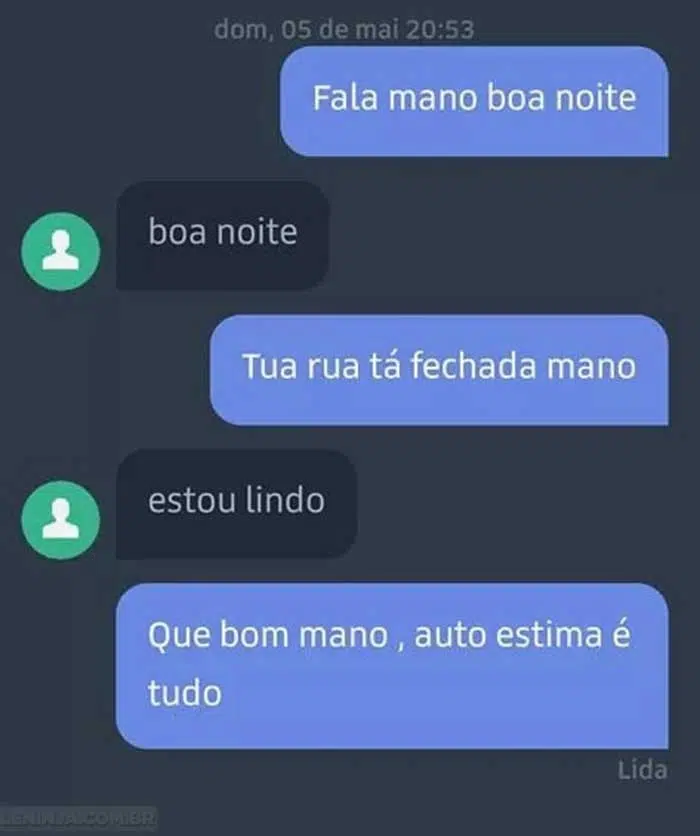 dom, 05 de mai 20:53
Fala mano boa noite
boa noite
Tua rua tá fechada mano
estou lindo
Que bom mano , auto estima é
tudo
Lida
LENINJA.COM.BR